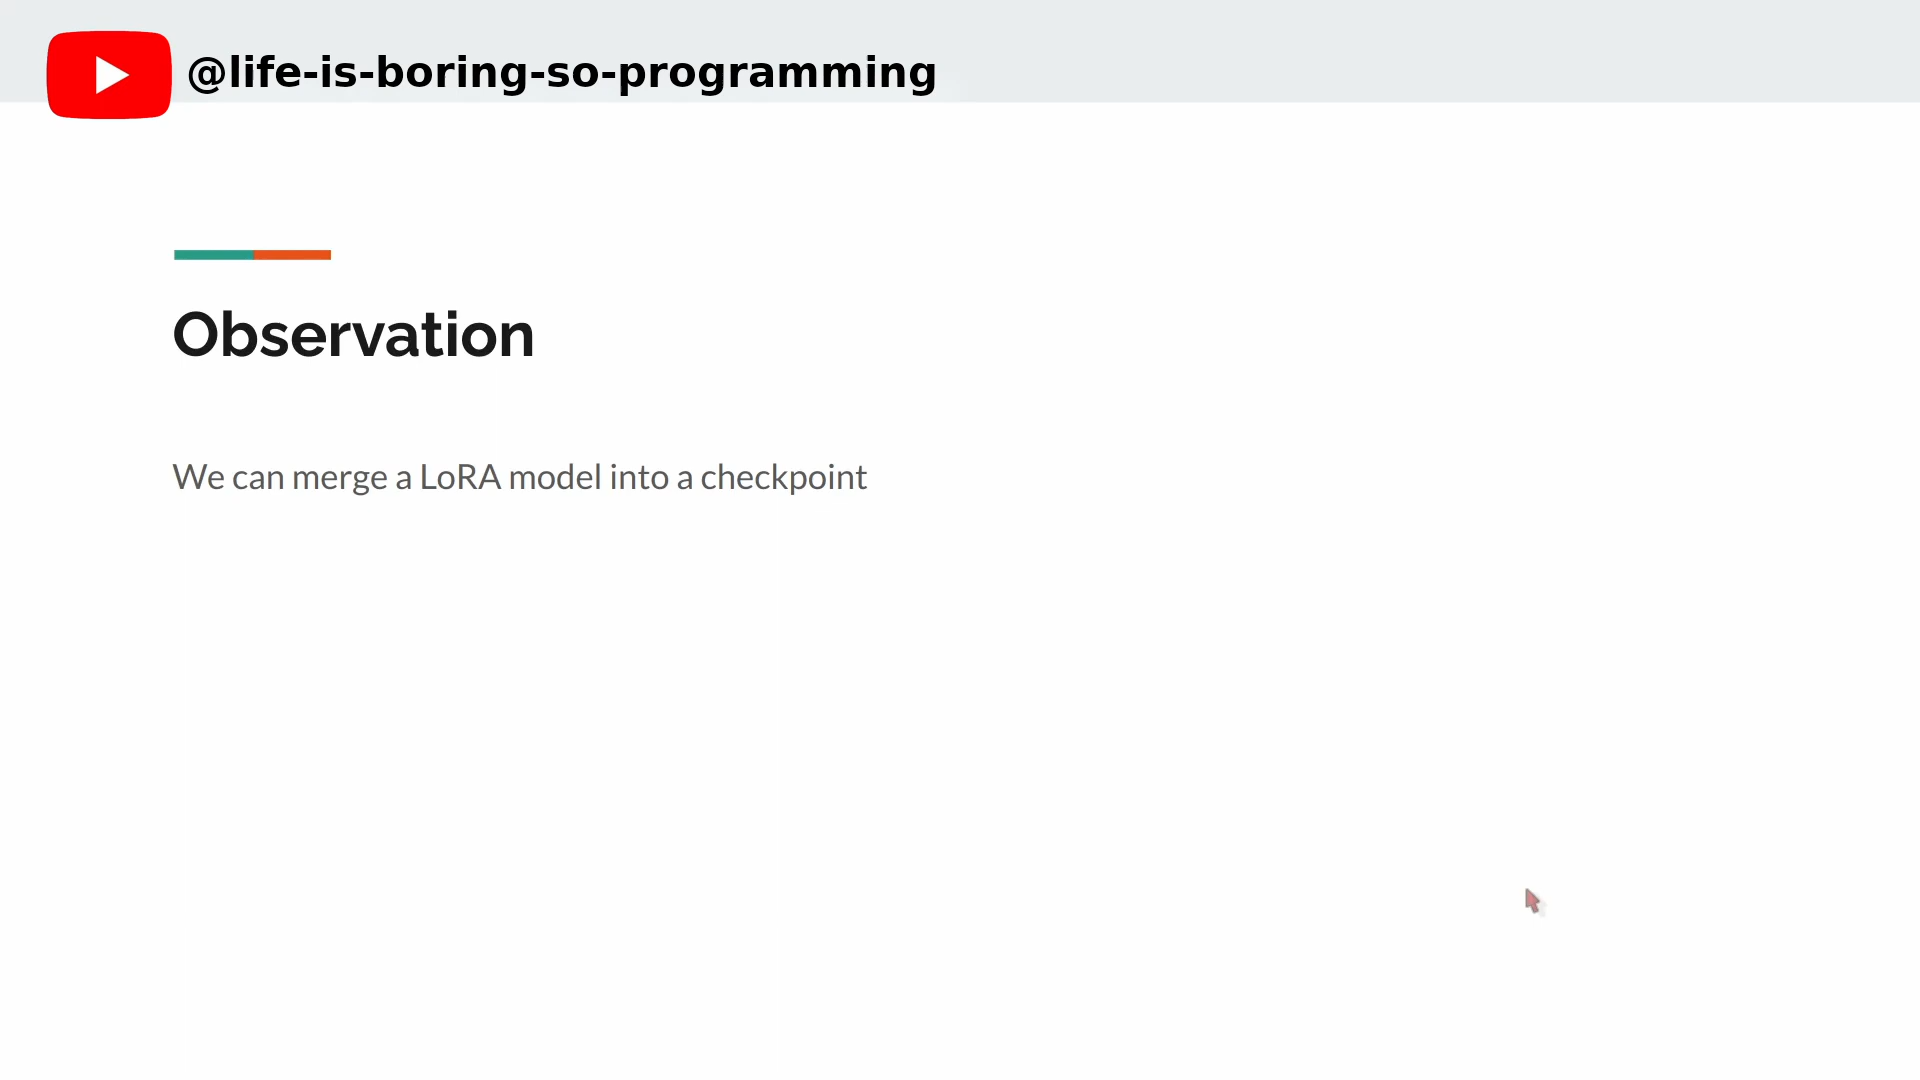 @life-is-boring-so-programming
Observation
We can merge a LoRA model into a checkpoint